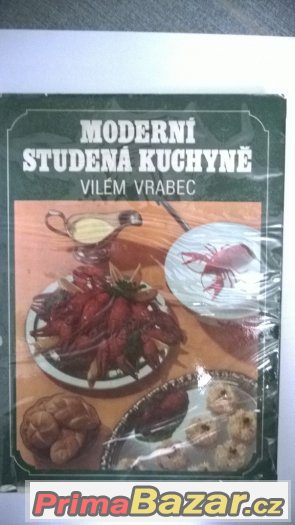 MODERNÍ
STUDENÁ KUCHYNĚ
VILÉM VRABEC
PrimaBazar.cz